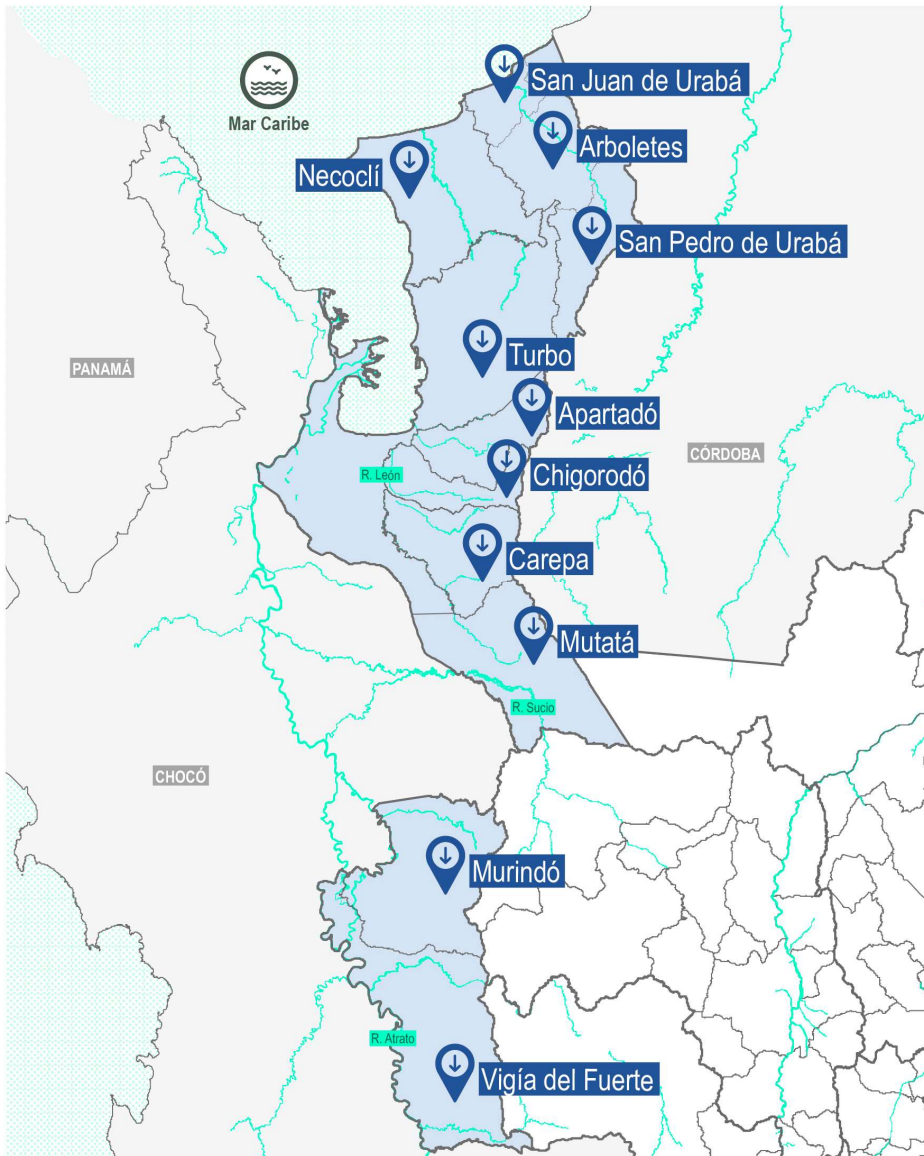 San Juan de Urabá
Mar Caribe
Arboletes
Necoclí
San Pedro de Urabá
Turbo
PANAMÁ
Apartadó
CÓRDOBA
Chigorodó
R. León
Carepa
Mutatá
R. Sucio
CHOCÓ
Murindó
R. Atrato
Vigía del Fuerte